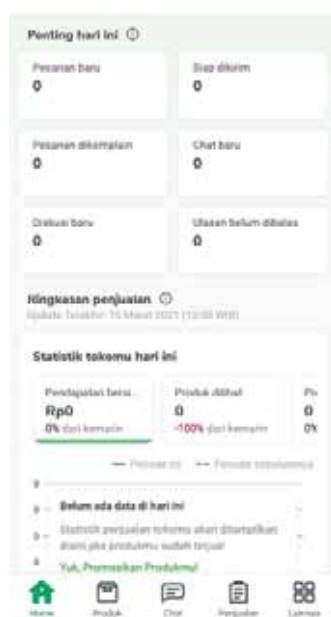 Penting hari ini
Pesanan baru
0
Siap dikirim
0
Pesanan dikomplain
0
Chat baru
0
Diskusi baru
0
Ulasan belum dibalas
0
Ringkasan penjualan
Update Terakhir: 15 Maret 2021 WIB)
Statistik tokomu hari ini
Pendapatan bersi...
Rp0
0% dari kemarin
Produk dilihat
0
-100% dari kemarin
0
0%
Periode ini
Periode sebelumnya
Belum ada data di hari ini
Statistik penjualan tokomu akan ditampilkan
disini jika produkmu sudah terjual
Yuk, Promosikan Produkmu!
Home
Produk
Chat
Penjualan
Lainnya